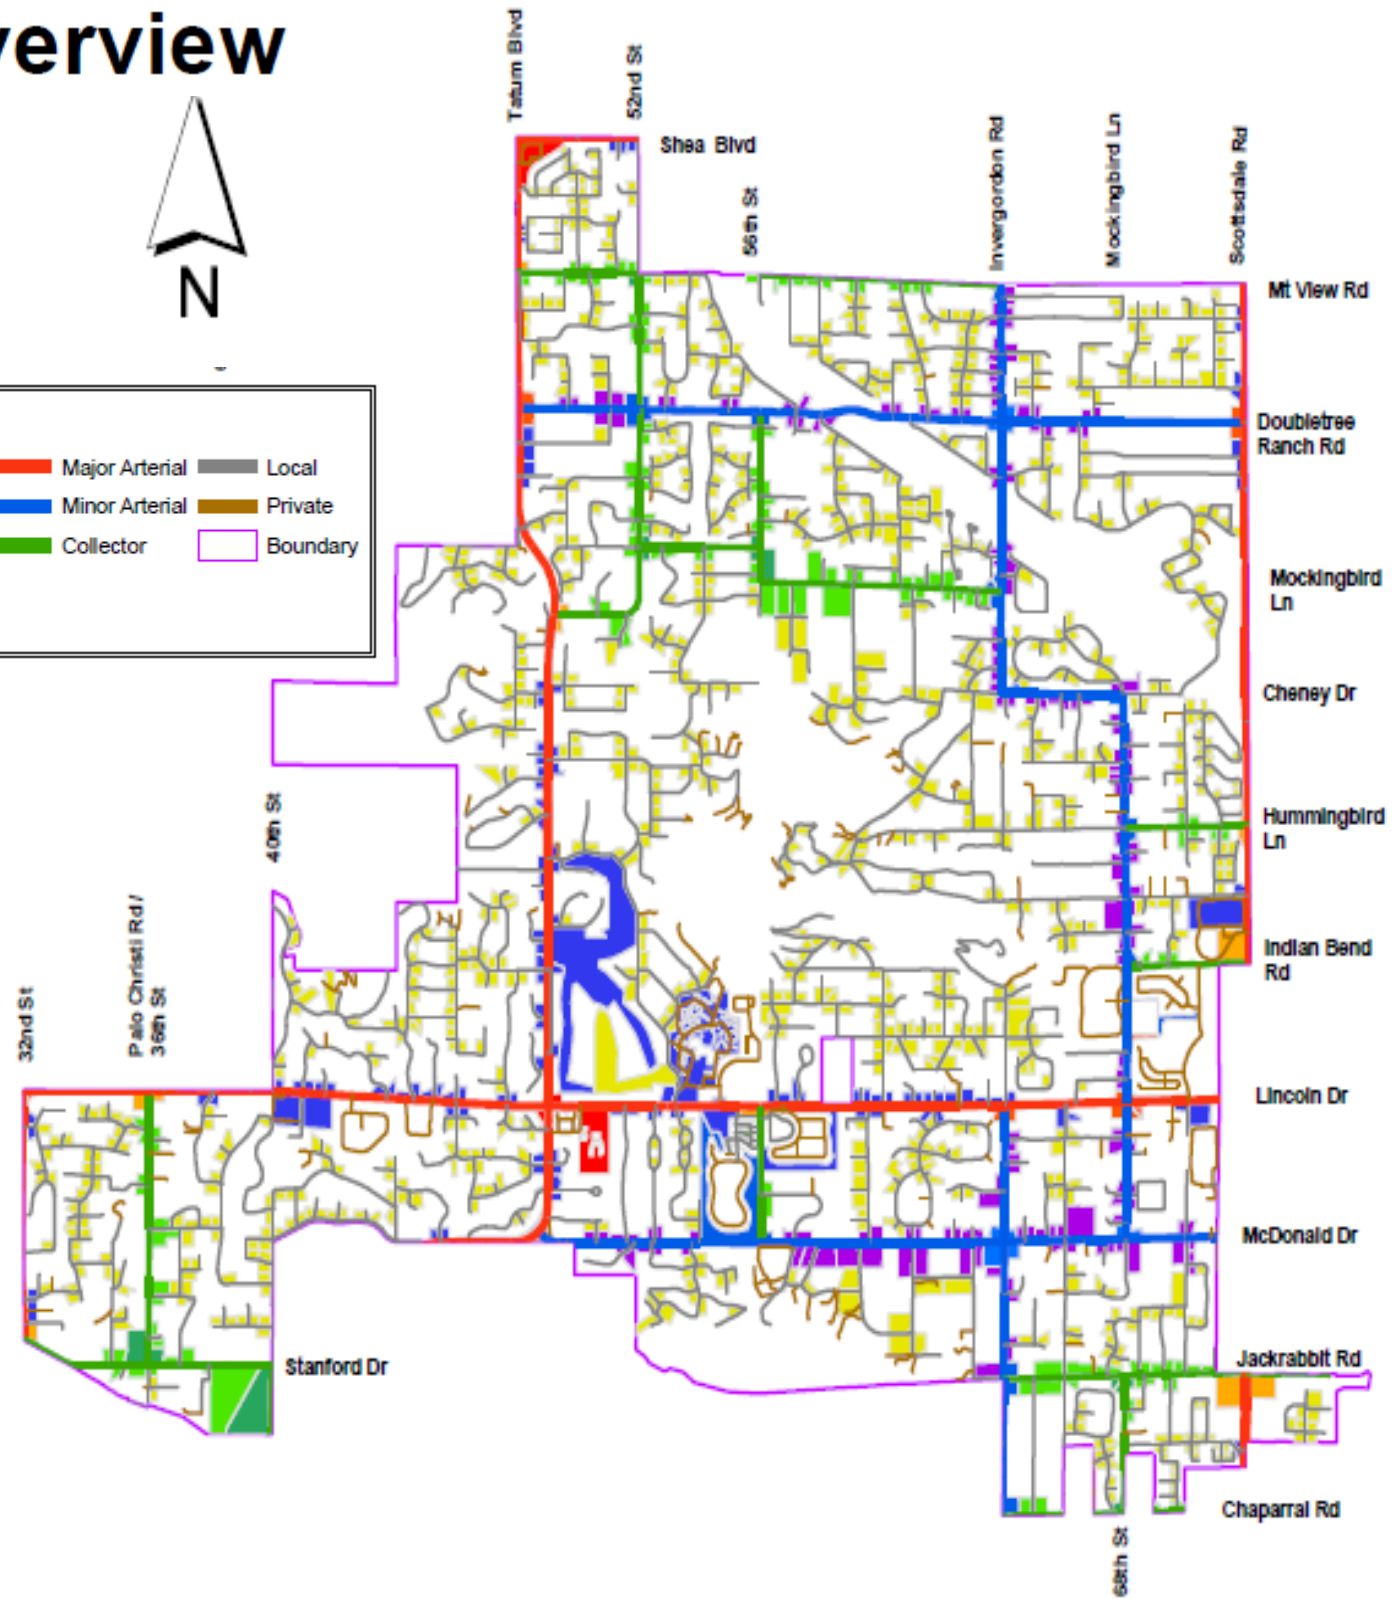 verview
Tatum Blvd
52nd St
Shea Blvd
56th St
Invergordon Rd
Mockingbird Ln
Scottsdale Rd
N
Mt View Rd
Major Arterial
Local
Minor Arterial
Private
Collector
Boundary
Doubletree
Ranch Rd
Mockingbird
Ln
Cheney Dr
Hummingbird
Ln
40th St
Indian Bend
Rd
32nd St
Palo Christi Rd /
36th St
Lincoln Dr
McDonald Dr
Stanford Dr
Jackrabbit Rd
Chaparral Rd
68th St